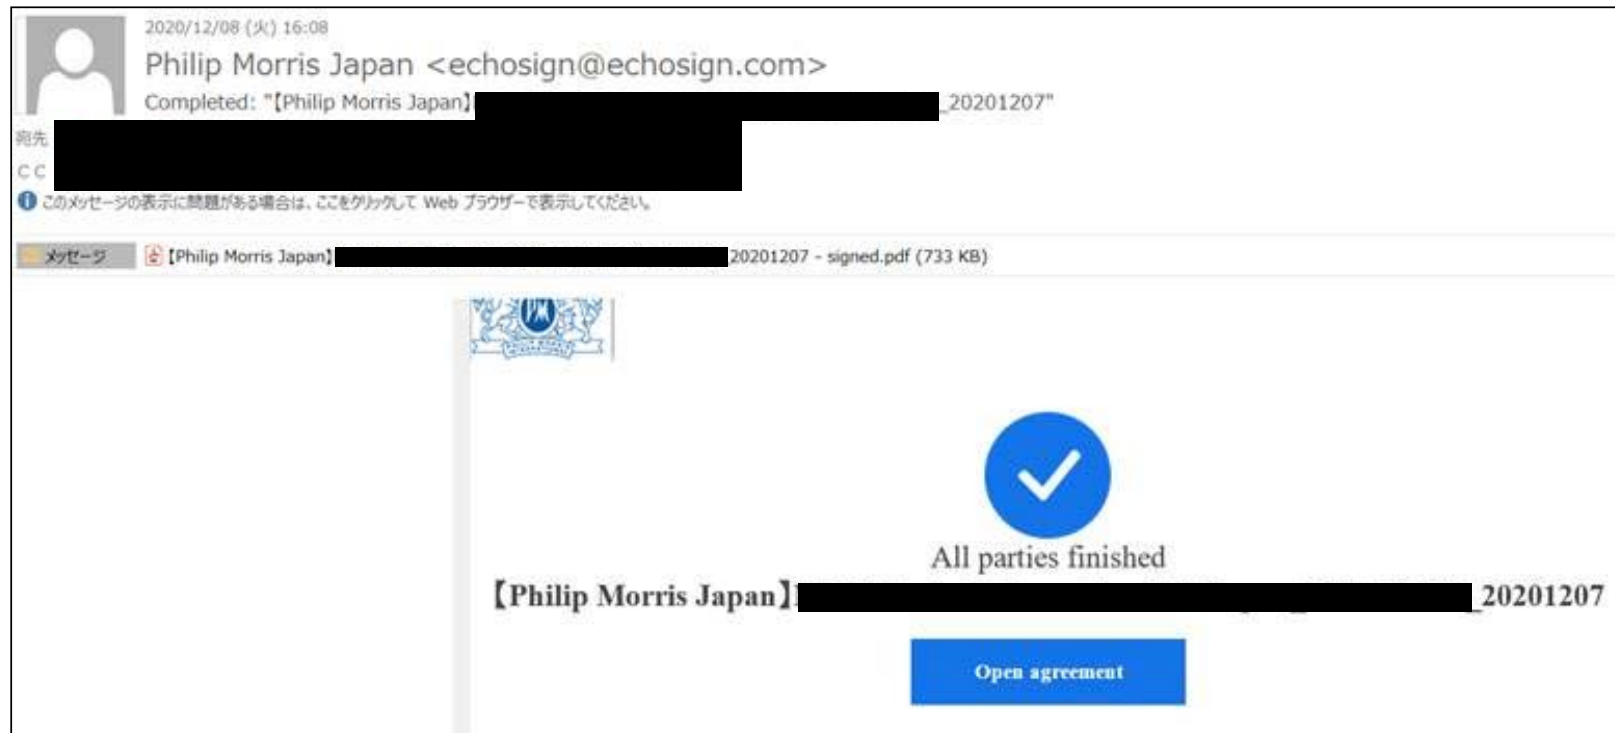 2020/12/08 (火) 16:08
Philip Morris Japan <echosign@echosign.com>
Completed: "【Philip Morris Japan】 _20201207"
宛先
CC
このメッセージの表示に問題がある場合は、ここをクリックして Web ブラウザーで表示してください。
メッセージ 【Philip Morris Japan】 20201207 - signed.pdf (733 KB)
All parties finished
【Philip Morris Japan】 _20201207
Open agreement